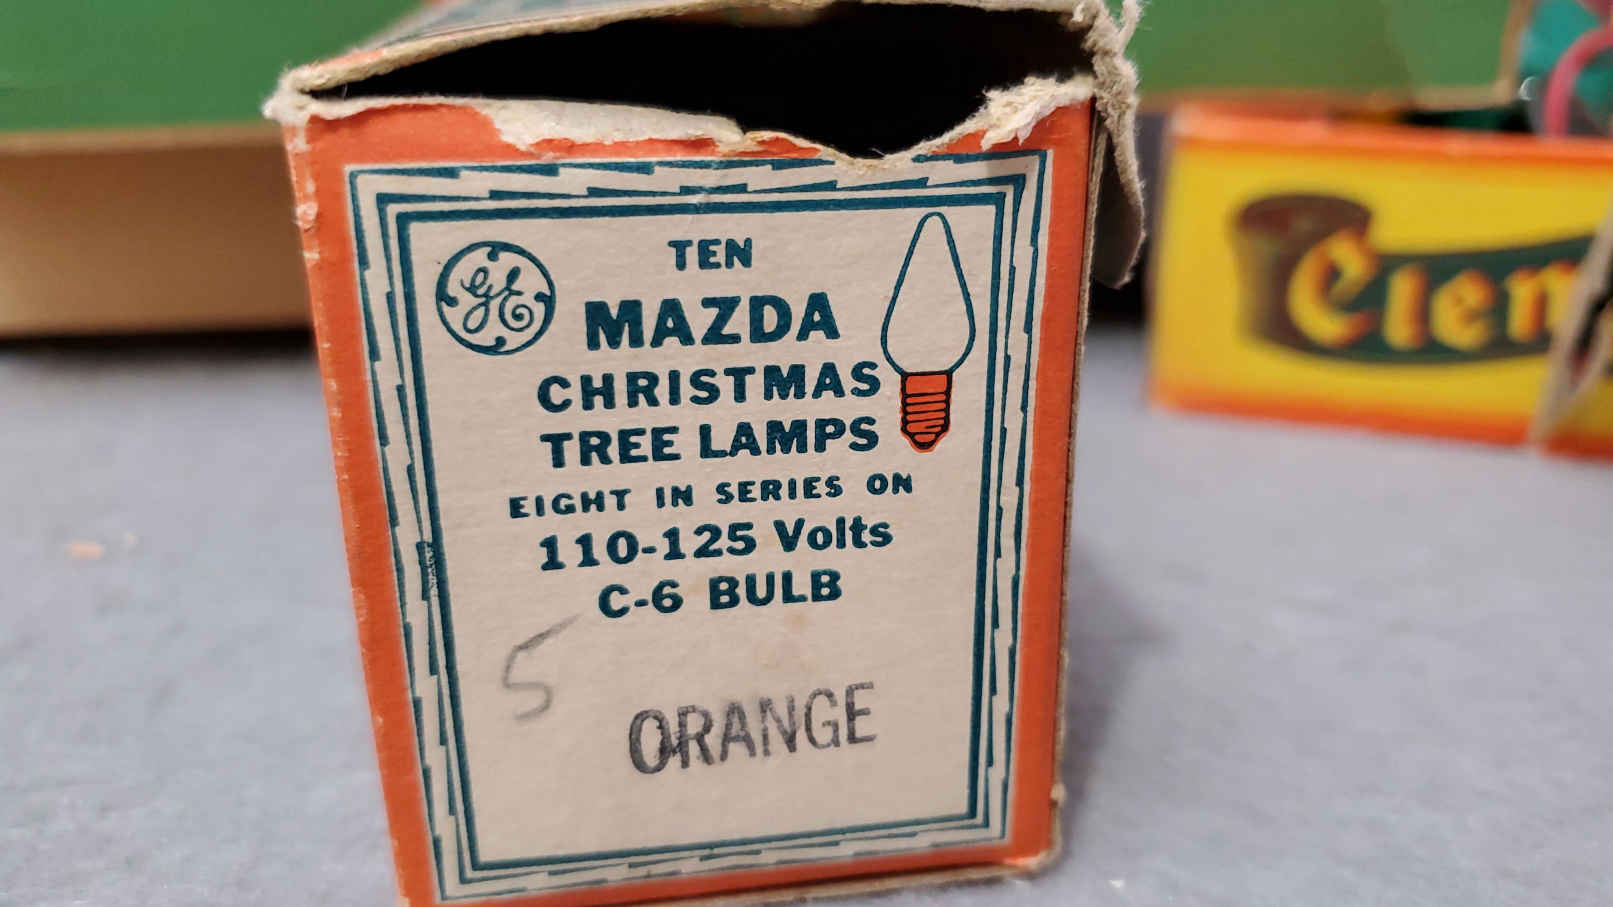 GE
TEN
MAZDA
CHRISTMAS
TREE LAMPS
EIGHT IN SERIES ON
110-125 Volts
C-6 BULB
5
ORANGE